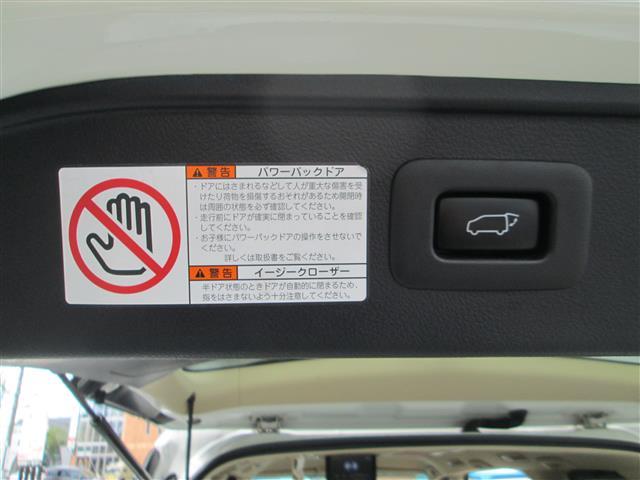 警告 パワーバックドア
・ドアにはさまれるなどして人が重大な傷害を受
けたり荷物を損傷するおそれがあるため開閉時
は周囲の状態を必ず確認してください。
・走行前にドアが確実に閉まっていることを確認
してください。
・お子様にパワーバックドアの操作をさせないで
ください。
詳しくは取扱書をご覧ください。
警告 イージークローザー
半ドア状態のときドアが自動的に閉まるため、
指をはさまないよう十分注意してください。